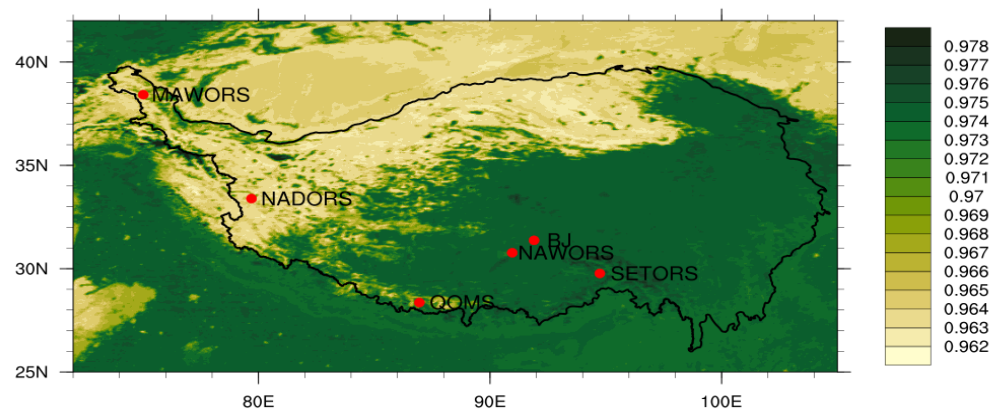 40N
35N
30N
25N
80E
90E
100E
MAWORS
NADORS
BJ
NAWORS
SETORS
QOMS
0.978
0.977
0.976
0.975
0.974
0.973
0.972
0.971
0.97
0.969
0.968
0.967
0.966
0.965
0.964
0.963
0.962